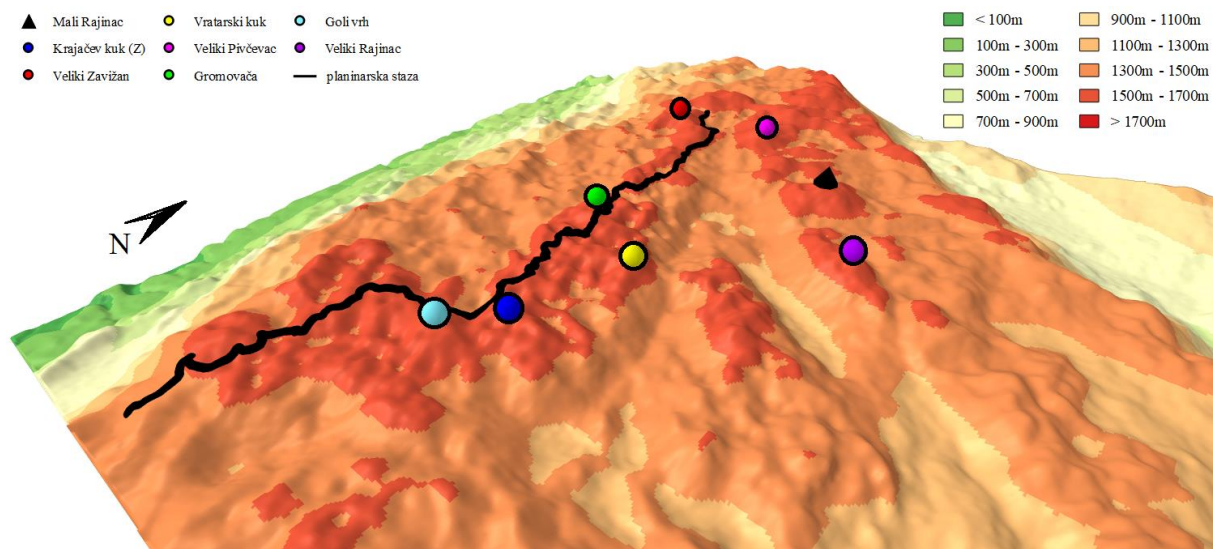 Mali Rajinac
Vratarski kuk
Goli vrh
Krajačev kuk (Z)
Veliki Pivčevac
Veliki Rajinac
Veliki Zavižan
Gromovača
planinarska staza
< 100m
900m - 1100m
100m - 300m
1100m - 1300m
300m - 500m
1300m - 1500m
500m - 700m
1500m - 1700m
700m - 900m
> 1700m
N